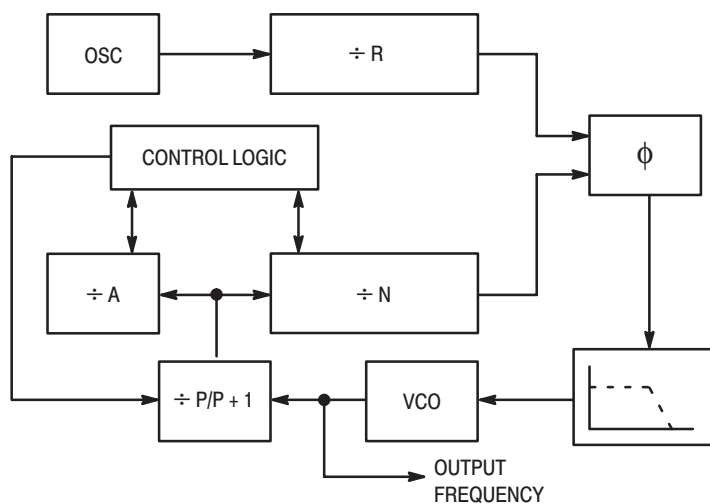 OSC
÷ R
CONTROL LOGIC
ϕ
÷ A
÷ N
÷ P/P + 1
VCO
OUTPUT
FREQUENCY